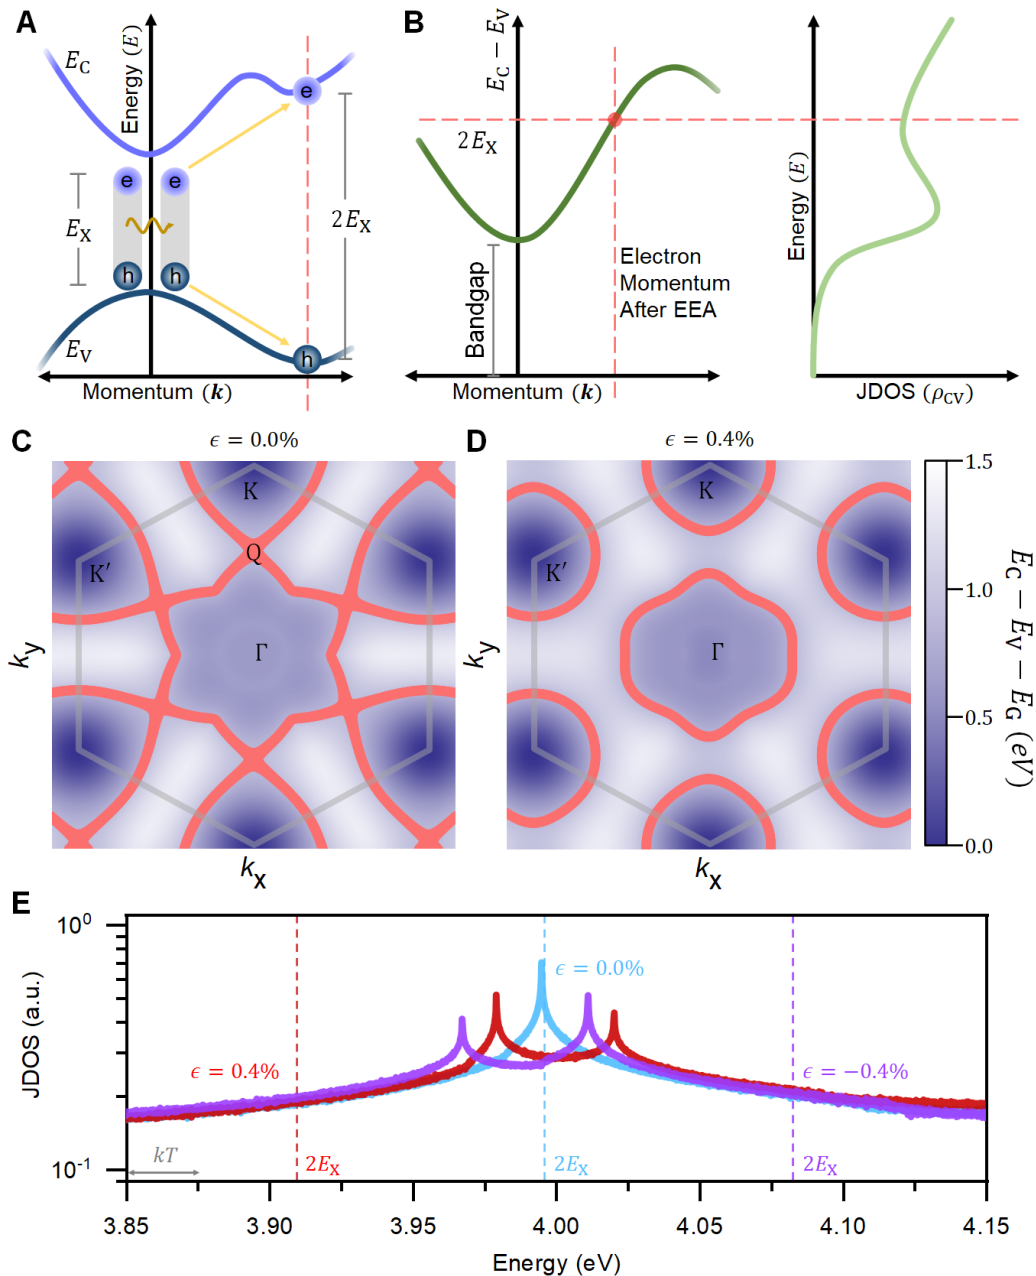 A
E_C
Energy (E)
e
e
e
E_X
2E_X
h
h
h
E_V
Momentum (k)
B
E_C − E_V
2E_X
Bandgap
Electron
Momentum
After EEA
Momentum (k)
Energy (E)
JDOS (ρ_CV)
C
ϵ = 0.0%
K
K′
Q
Γ
k_y
k_x
D
ϵ = 0.4%
K
K′
Γ
k_y
k_x
1.5
1.0
0.5
0.0
E_C − E_V − E_G (eV)
E
10^0
10^-1
JDOS (a.u.)
ϵ = 0.0%
ϵ = 0.4%
ϵ = −0.4%
kT
2E_X
2E_X
2E_X
3.85 3.90 3.95 4.00 4.05 4.10 4.15
Energy (eV)